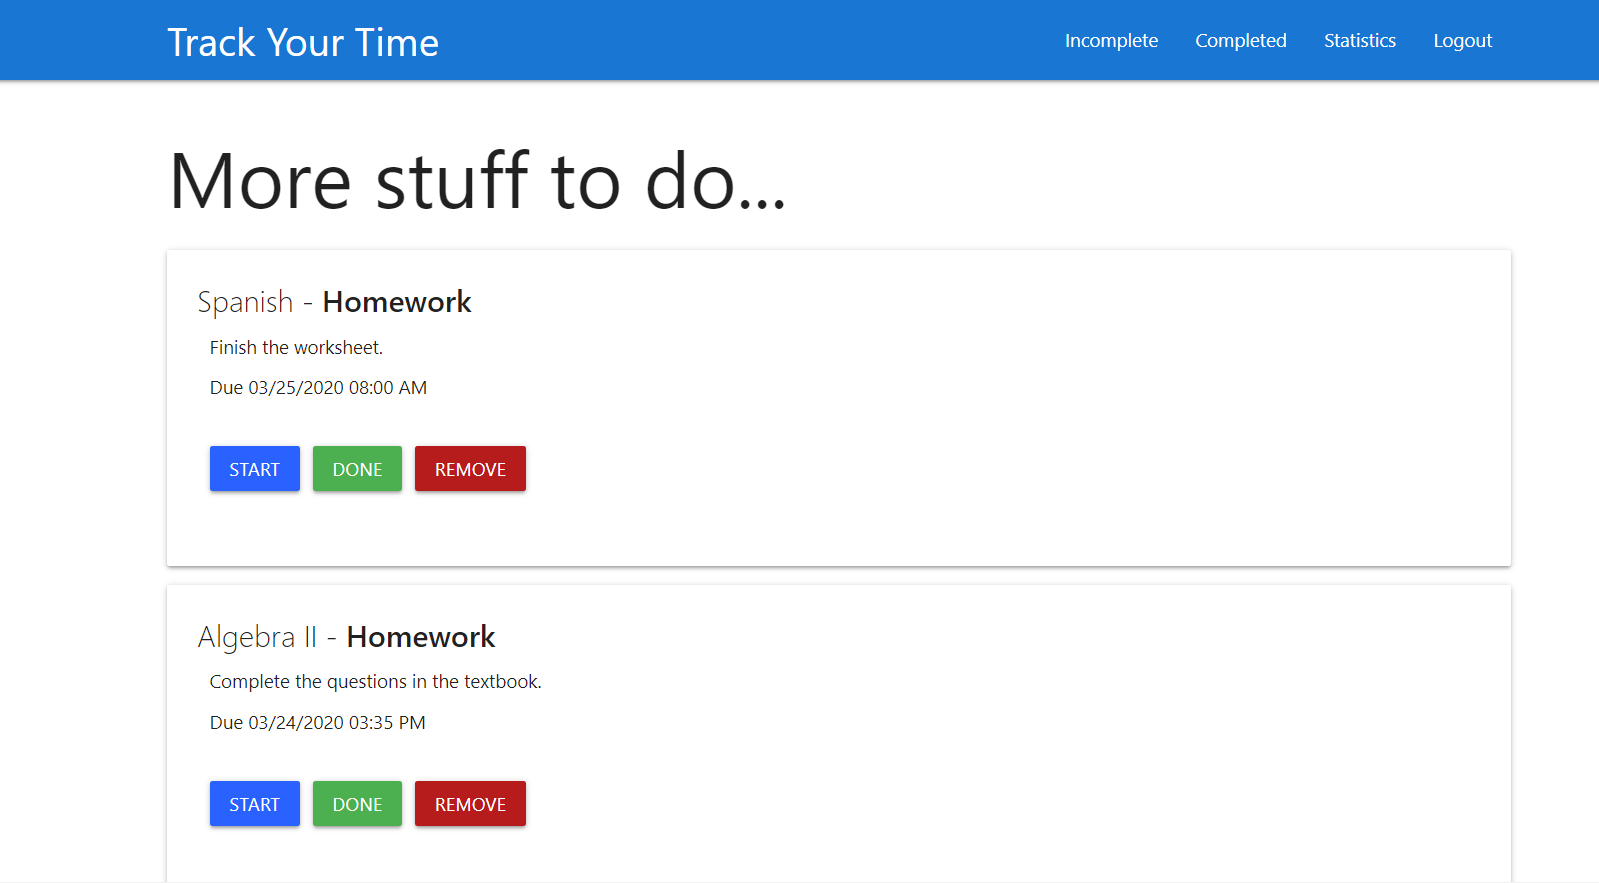 Track Your Time
Incomplete Completed Statistics Logout
More stuff to do...
Spanish - Homework
Finish the worksheet.
Due 03/25/2020 08:00 AM
START DONE REMOVE
Algebra II - Homework
Complete the questions in the textbook.
Due 03/24/2020 03:35 PM
START DONE REMOVE